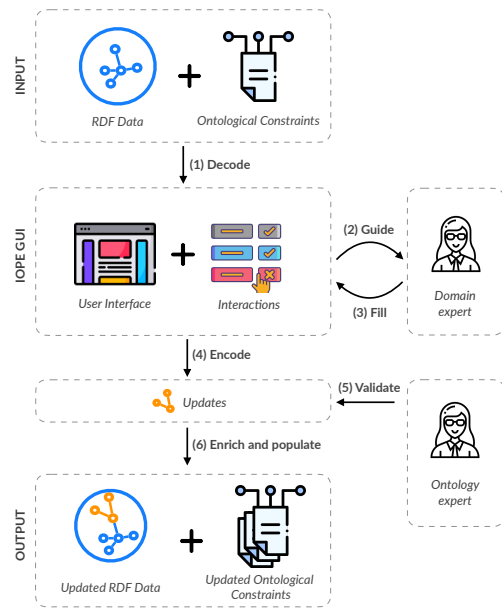 INPUT
RDF Data
Ontological Constraints
(1) Decode
IOPE GUI
User Interface
Interactions
(2) Guide
(3) Fill
Domain
expert
(4) Encode
Updates
(5) Validate
(6) Enrich and populate
Ontology
expert
OUTPUT
Updated RDF Data
Updated Ontological
Constraints